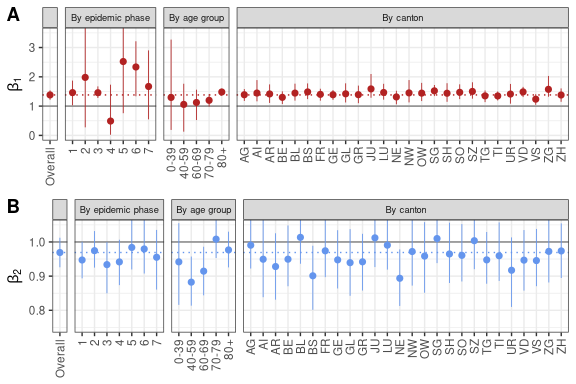 A
By epidemic phase By age group By canton
β1
3
2
1
0
Overall 1 2 3 4 5 6 7 0-39 40-59 60-69 70-79 80+ AG AI AR BE BL BS FR GE GL GR JU LU NE NW OW SG SH SO SZ TG TI UR VD VS ZG ZH
B
By epidemic phase By age group By canton
β2
1.0
0.9
0.8
Overall 1 2 3 4 5 6 7 0-39 40-59 60-69 70-79 80+ AG AI AR BE BL BS FR GE GL GR JU LU NE NW OW SG SH SO SZ TG TI UR VD VS ZG ZH